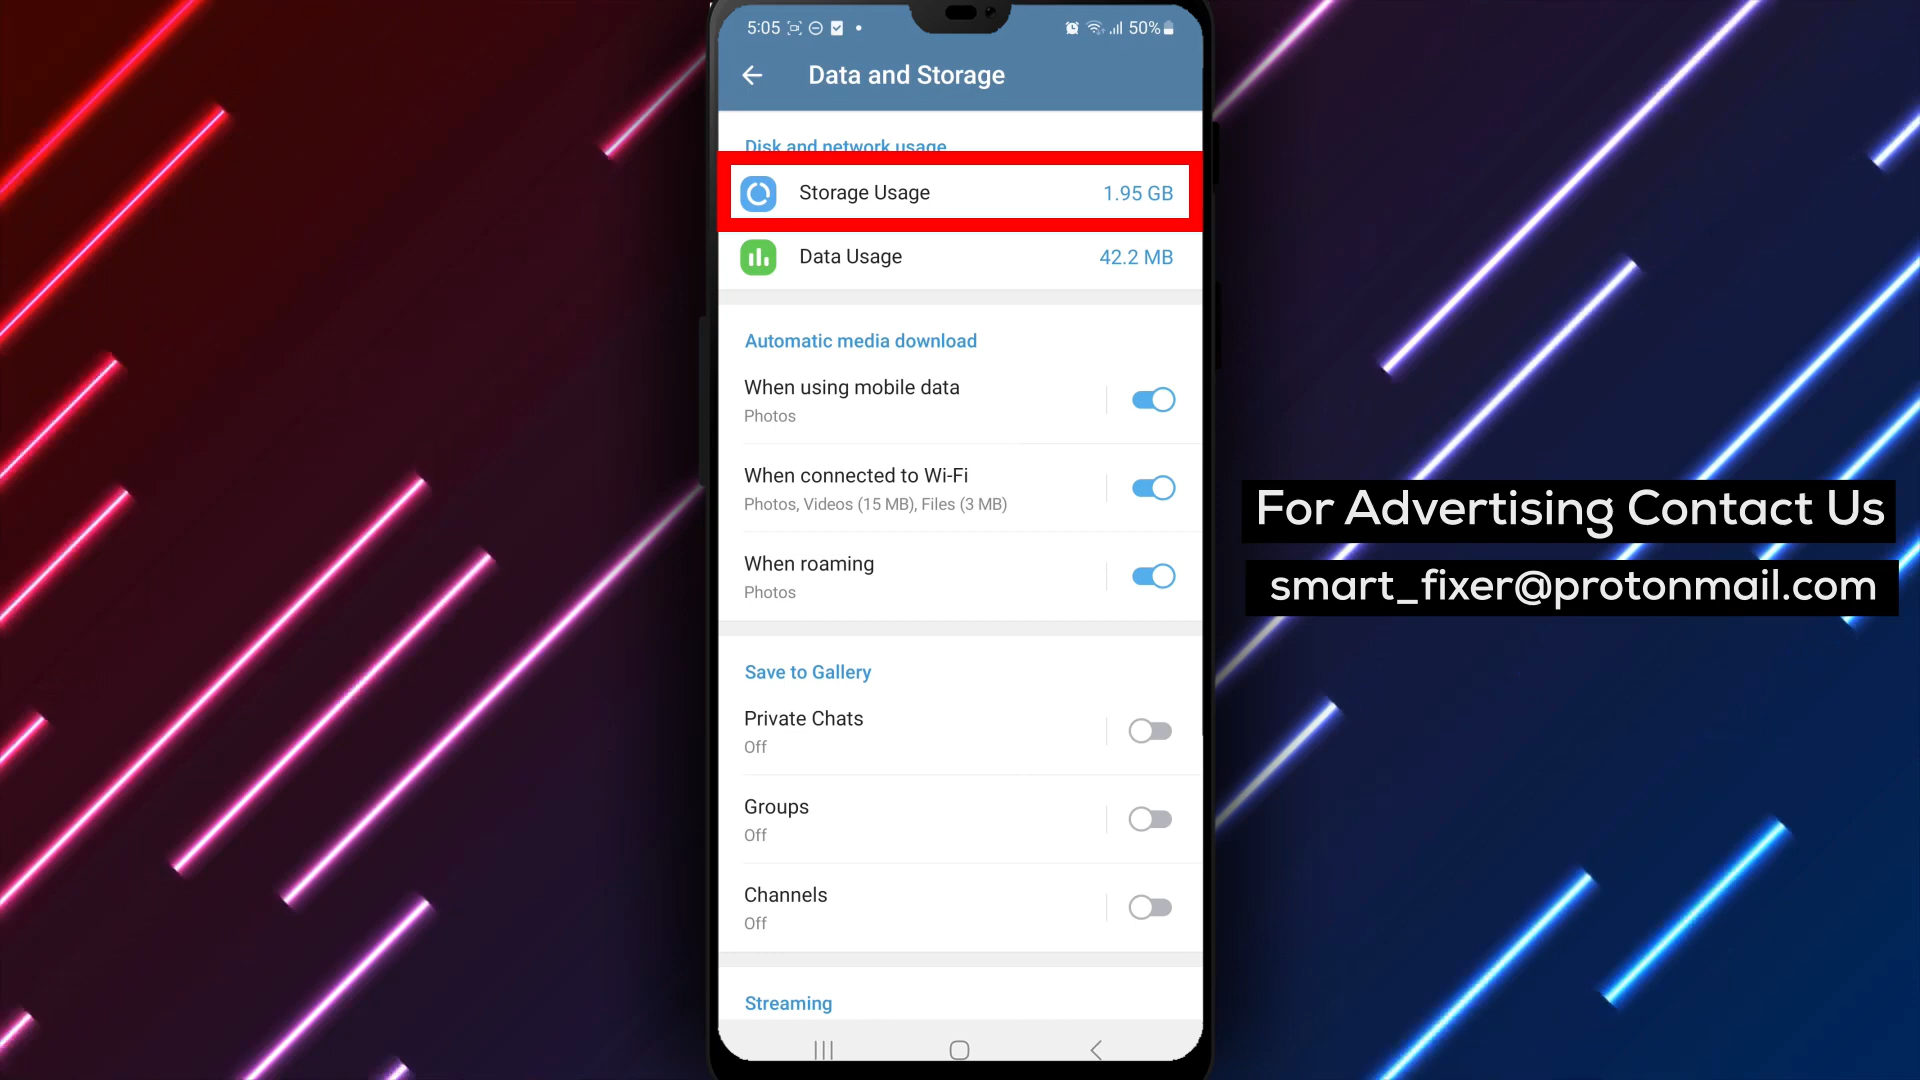 5:05
50%
Data and Storage
Disk and network usage
Storage Usage 1.95 GB
Data Usage 42.2 MB
Automatic media download
When using mobile data
Photos
When connected to Wi-Fi
Photos, Videos (15 MB), Files (3 MB)
When roaming
Photos
Save to Gallery
Private Chats
Off
Groups
Off
Channels
Off
Streaming
For Advertising Contact Us
smart_fixer@protonmail.com